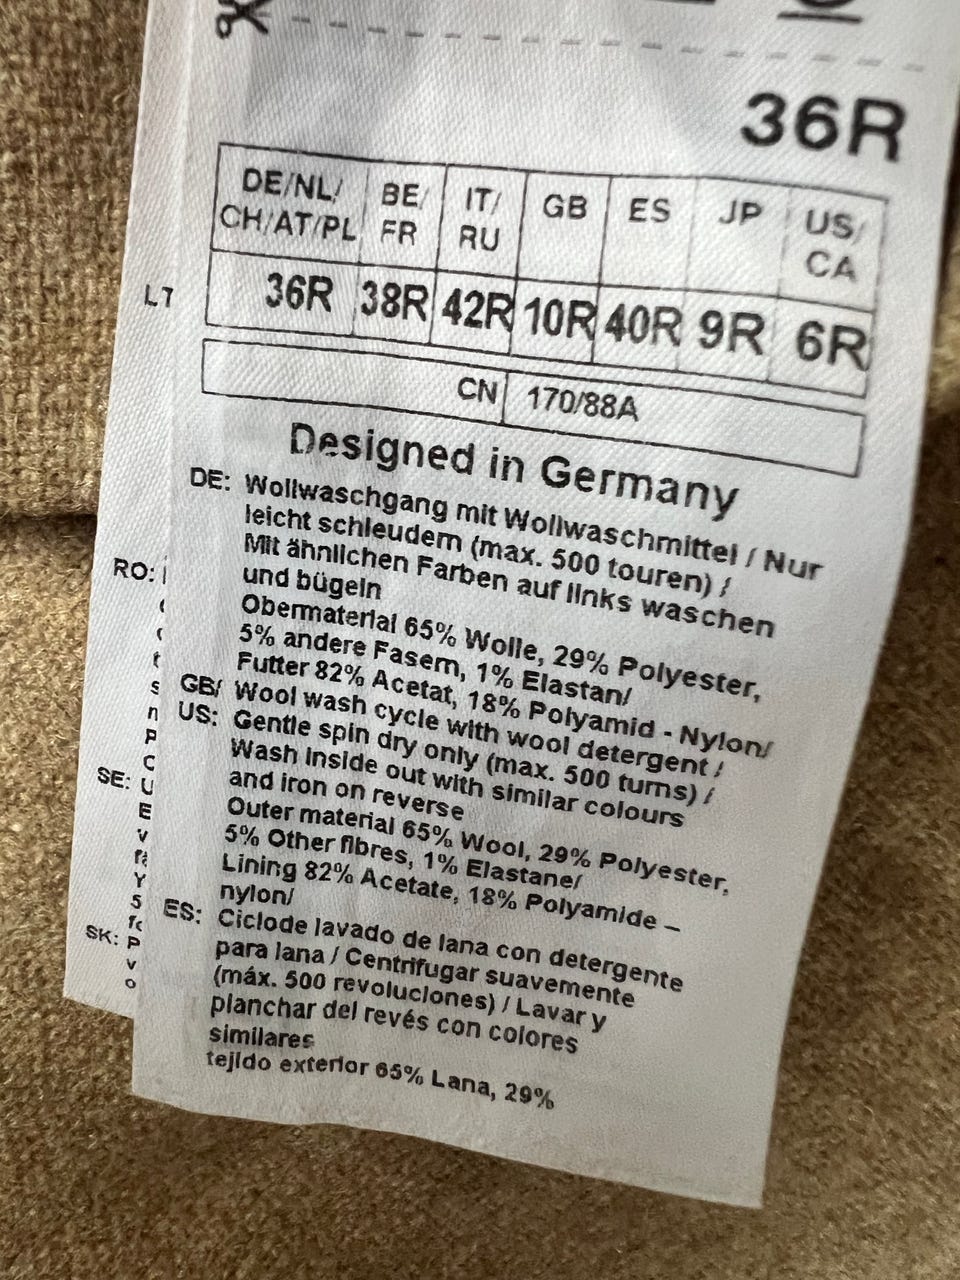 36R
DE/NL/ CH/AT/PL BE/ FR IT/ RU GB ES JP US/ CA
36R 38R 42R 10R 40R 9R 6R
CN 170/88A
Designed in Germany
DE: Wollwaschgang mit Wollwaschmittel / Nur
leicht schleudern (max. 500 touren) /
Mit ähnlichen Farben auf links waschen
und bügeln
Obermaterial 65% Wolle, 29% Polyester,
5% andere Fasern, 1% Elastan/
Futter 82% Acetat, 18% Polyamid - Nylon/
GB/ Wool wash cycle with wool detergent /
US: Gentle spin dry only (max. 500 turns) /
Wash inside out with similar colours
and iron on reverse
Outer material 65% Wool, 29% Polyester,
5% Other fibres, 1% Elastane/
Lining 82% Acetate, 18% Polyamide –
nylon/
ES: Ciclode lavado de lana con detergente
para lana / Centrifugar suavemente
(máx. 500 revoluciones) / Lavar y
planchar del revés con colores
similares
tejido exterior 65% Lana, 29%
RO:
SE:
SK: